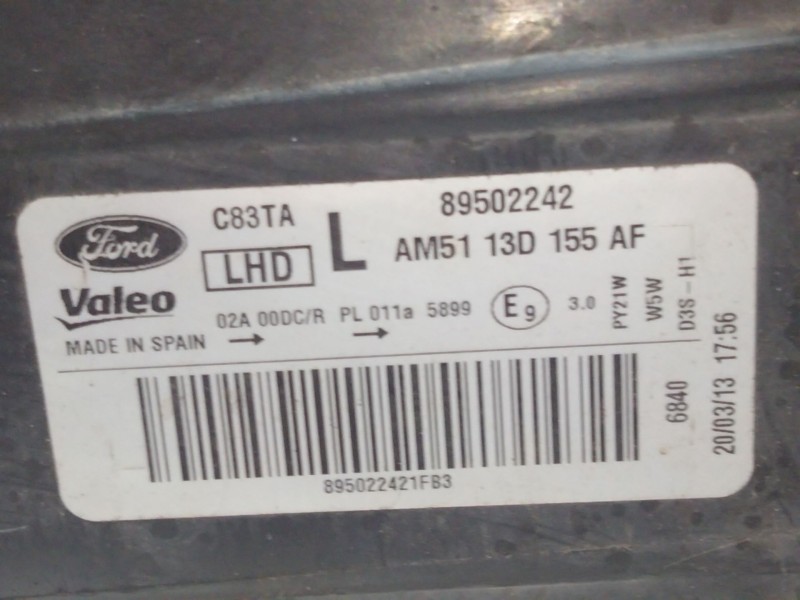 Ford
Valeo
MADE IN SPAIN
C83TA
LHD
L
89502242
AM51 13D 155 AF
02A 00DC/R PL 011a 5899
E9
3.0
PY21W
W5W
D3S-H1
6840
20/03/13 17:56
895022421FB3